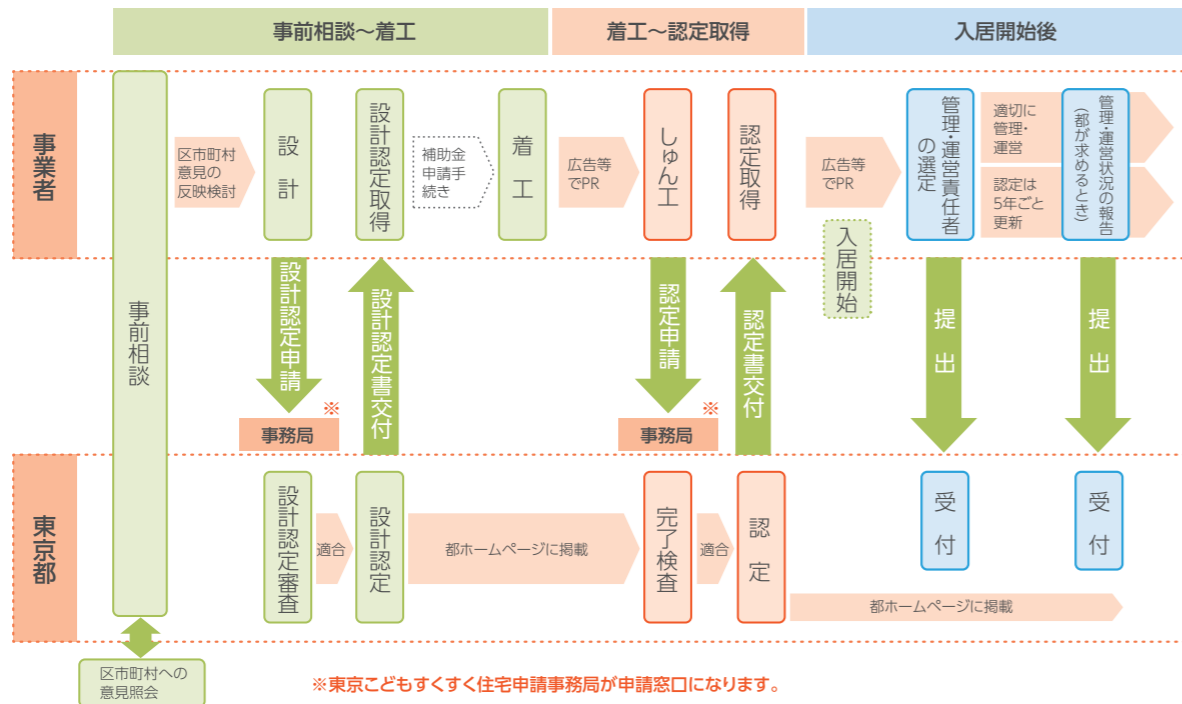 事前相談～着工
着工～認定取得
入居開始後
事業者
事前相談
区市町村
意見の
反映検討
設計
設計認定取得
補助金
申請手
続き
着工
広告等
でPR
しゅん工
認定取得
広告等
でPR
入居開始
管理・運営責任者
の選定
適切に
管理・
運営
認定は
5年ごと
更新
管理・運営状況の報告
(都が求めるとき)
設計認定申請
※
事務局
設計認定書交付
認定申請
※
事務局
認定書交付
提出
提出
東京都
設計認定審査
適合
設計認定
都ホームページに掲載
完了検査
適合
認定
都ホームページに掲載
受付
受付
区市町村への
意見照会
※東京こどもすくすく住宅申請事務局が申請窓口になります。